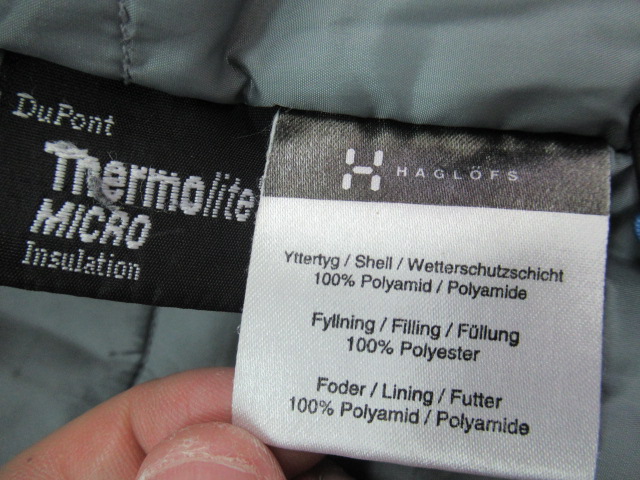 DuPont
Thermolite
MICRO
Insulation
HAGLÖFS
Yttertyg / Shell / Wetterschutzschicht
100% Polyamid / Polyamide
Fyllning / Filling / Füllung
100% Polyester
Foder / Lining / Futter
100% Polyamid / Polyamide